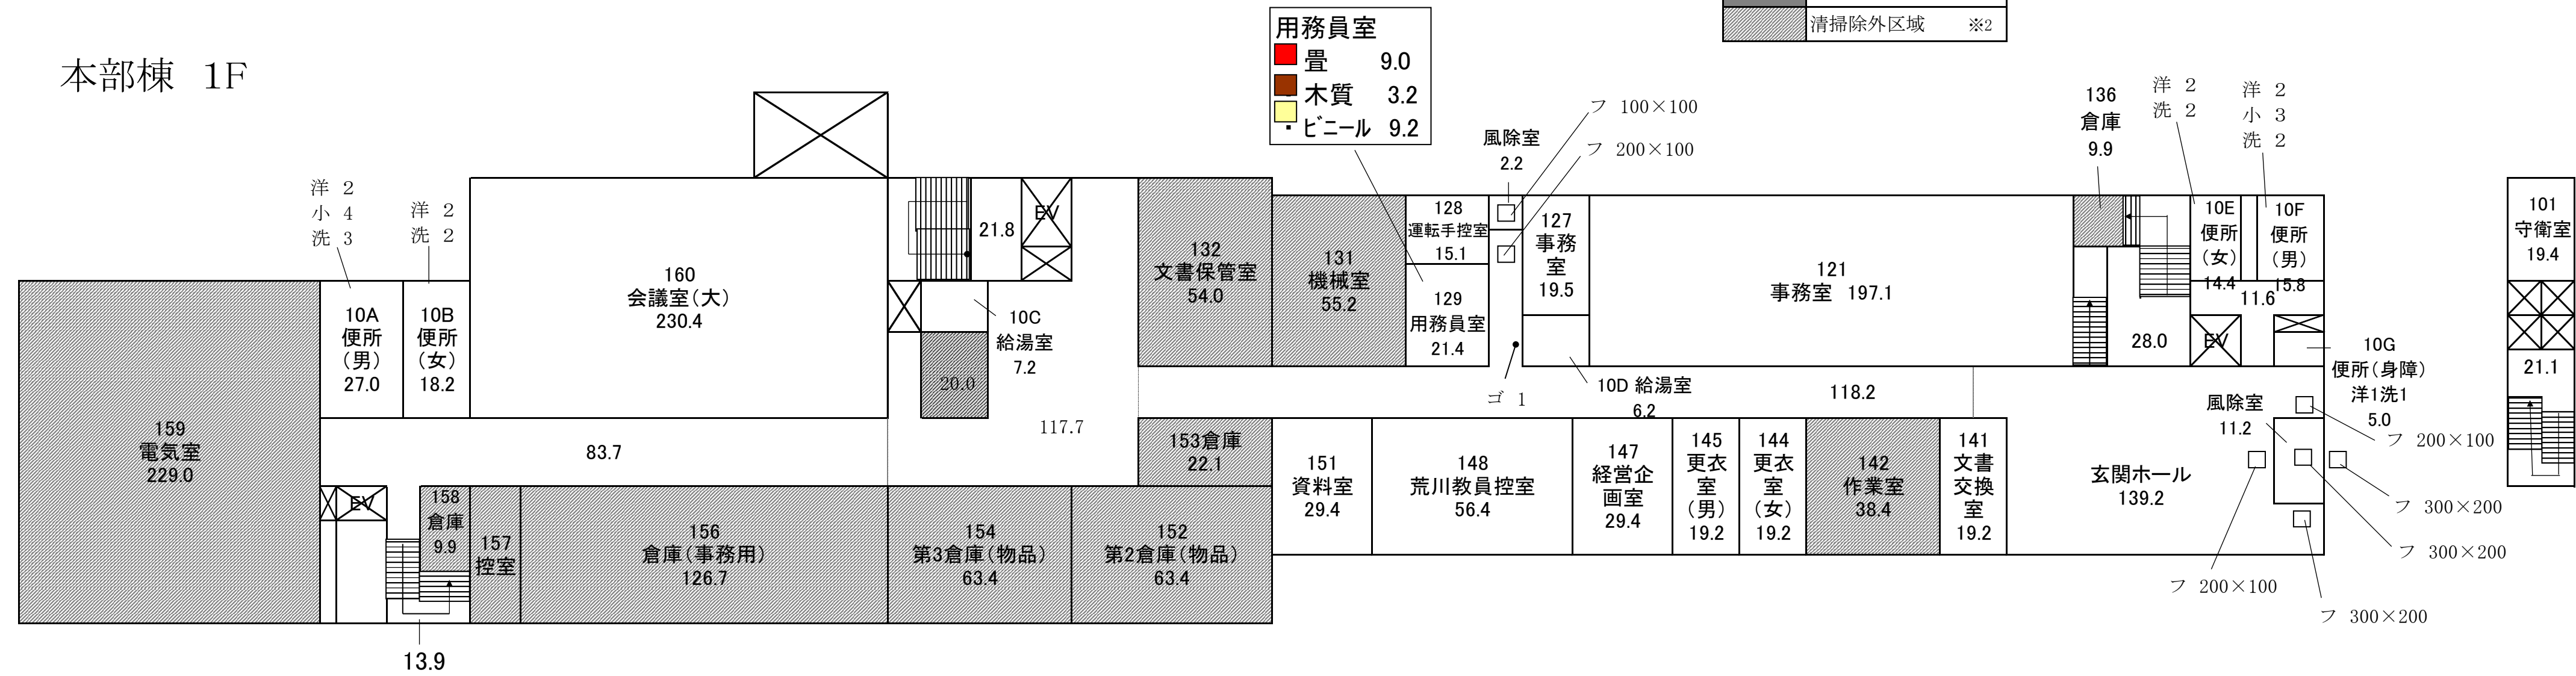 清掃除外区域 ※2
本部棟 1F
用務員室
畳 9.0
木質 3.2
・ビニール 9.2
フ 100×100
フ 200×100
風除室
2.2
136
倉庫
9.9
洋 2
洗 2
洋 2
小 3
洗 2
洋 2
小 4
洗 3
洋 2
洗 2
159
電気室
229.0
10A
便所
(男)
27.0
10B
便所
(女)
18.2
160
会議室(大)
230.4
21.8
EV
10C
給湯室
7.2
20.0
117.7
83.7
EV
158
倉庫
9.9
157
控室
13.9
156
倉庫(事務用)
126.7
154
第3倉庫(物品)
63.4
152
第2倉庫(物品)
63.4
153倉庫
22.1
132
文書保管室
54.0
131
機械室
55.2
128
運転手控室
15.1
129
用務員室
21.4
ゴ 1
127
事務
室
19.5
10D 給湯室
6.2
121
事務室 197.1
118.2
151
資料室
29.4
148
荒川教員控室
56.4
147
経営企
画室
29.4
145
更衣
室
(男)
19.2
144
更衣
室
(女)
19.2
142
作業室
38.4
141
文書
交換
室
19.2
28.0
EV
10E
便所
(女)
14.4
10F
便所
(男)
15.8
11.6
10G
便所(身障)
洋1洗1
5.0
風除室
11.2
玄関ホール
139.2
フ 200×100
フ 300×200
フ 300×200
フ 200×100
フ 300×200
101
守衛室
19.4
21.1